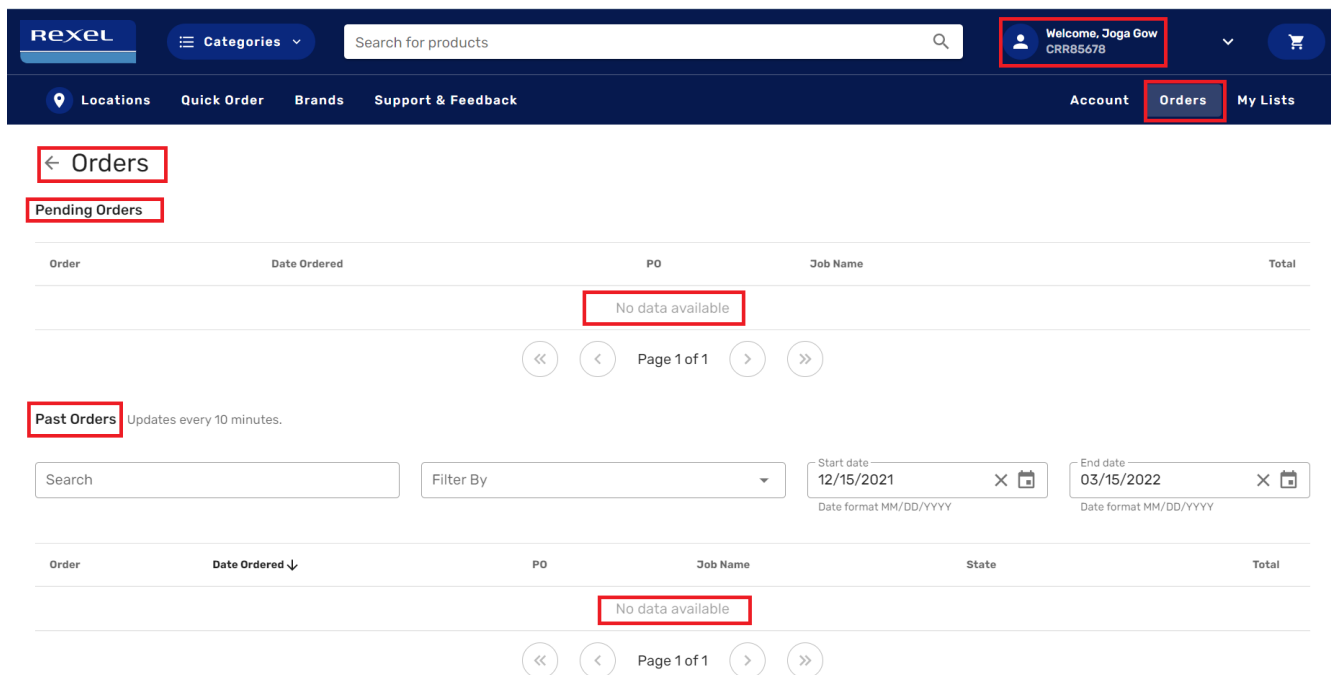 Rexel
Categories
Search for products
Welcome, Joga Gow
CRR85678
Locations Quick Order Brands Support & Feedback Account Orders My Lists
Orders
Pending Orders
Order Date Ordered PO Job Name Total
No data available
Page 1 of 1
Past Orders Updates every 10 minutes.
Search Filter By
Start date End date
12/15/2021 03/15/2022
Date format MM/DD/YYYY Date format MM/DD/YYYY
Order Date Ordered PO Job Name State Total
No data available
Page 1 of 1